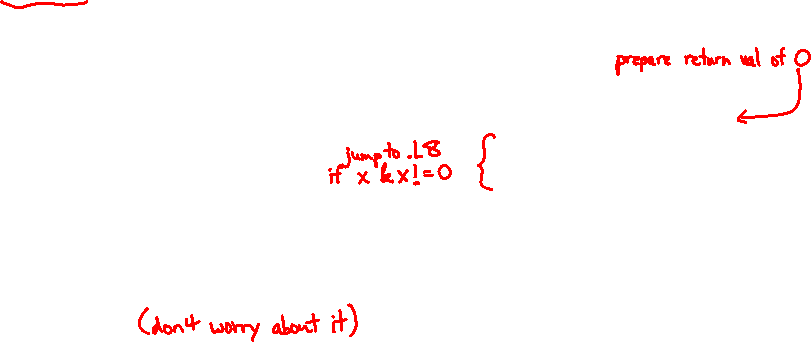 prepare return val of 0
jump to .L8
if x & x != 0
(don't worry about it)